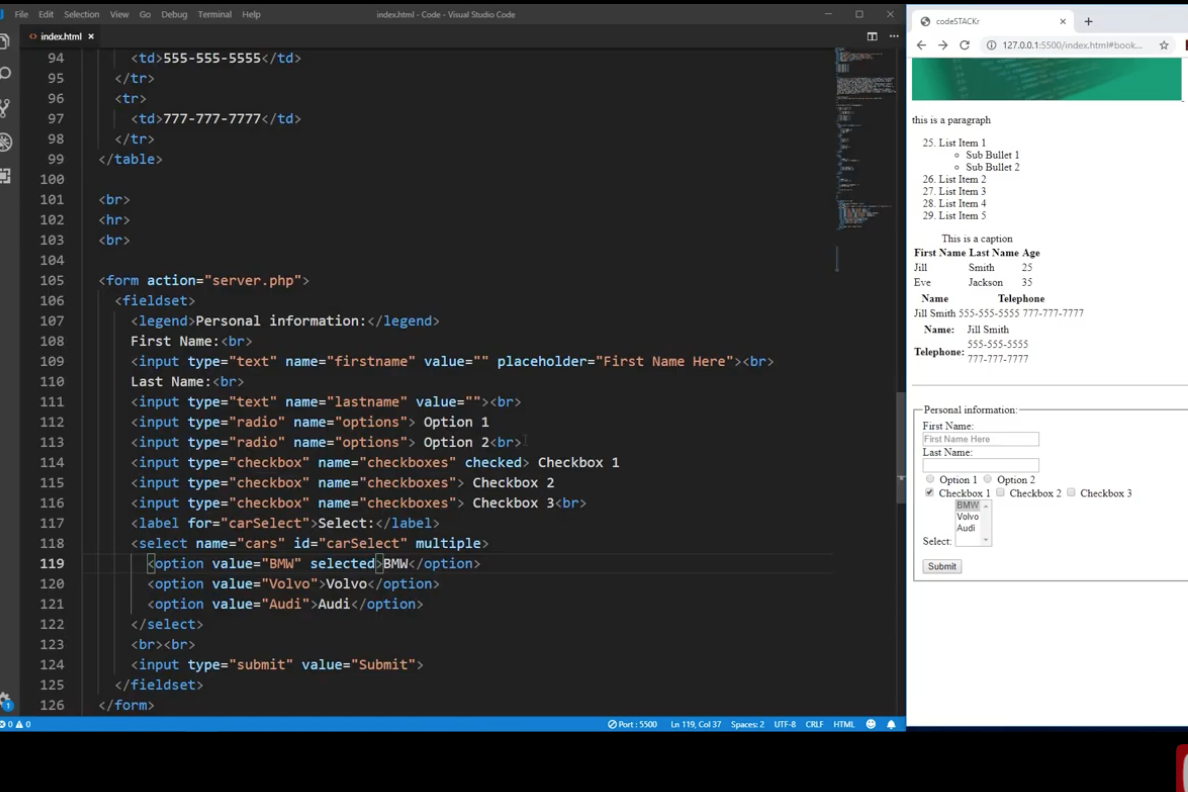 File Edit Selection View Go Debug Terminal Help
index.html - Code - Visual Studio Code
index.html
94 <td>555-555-5555</td>
95 </tr>
96 <tr>
97 <td>777-777-7777</td>
98 </tr>
99 </table>
100
101 <br>
102 <hr>
103 <br>
104
105 <form action="server.php">
106 <fieldset>
107 <legend>Personal information:</legend>
108 First Name:<br>
109 <input type="text" name="firstname" value="" placeholder="First Name Here"><br>
110 Last Name:<br>
111 <input type="text" name="lastname" value=""><br>
112 <input type="radio" name="options"> Option 1
113 <input type="radio" name="options"> Option 2<br>
114 <input type="checkbox" name="checkboxes" checked> Checkbox 1
115 <input type="checkbox" name="checkboxes"> Checkbox 2
116 <input type="checkbox" name="checkboxes"> Checkbox 3<br>
117 <label for="carSelect">Select:</label>
118 <select name="cars" id="carSelect" multiple>
119 <option value="BMW" selected>BMW</option>
120 <option value="Volvo">Volvo</option>
121 <option value="Audi">Audi</option>
122 </select>
123 <br><br>
124 <input type="submit" value="Submit">
125 </fieldset>
126 </form>
0 0 Port : 5500 Ln 119, Col 37 Spaces: 2 UTF-8 CRLF HTML
codeSTACKr
127.0.0.1:5500/index.html#book...
this is a paragraph
25. List Item 1
Sub Bullet 1
Sub Bullet 2
26. List Item 2
27. List Item 3
28. List Item 4
29. List Item 5
This is a caption
First Name Last Name Age
Jill Smith 25
Eve Jackson 35
Name Telephone
Jill Smith 555-555-5555 777-777-7777
Name: Jill Smith
Telephone: 555-555-5555
777-777-7777
Personal information:
First Name:
First Name Here
Last Name:
Option 1 Option 2
Checkbox 1 Checkbox 2 Checkbox 3
BMW
Volvo
Audi
Select:
Submit